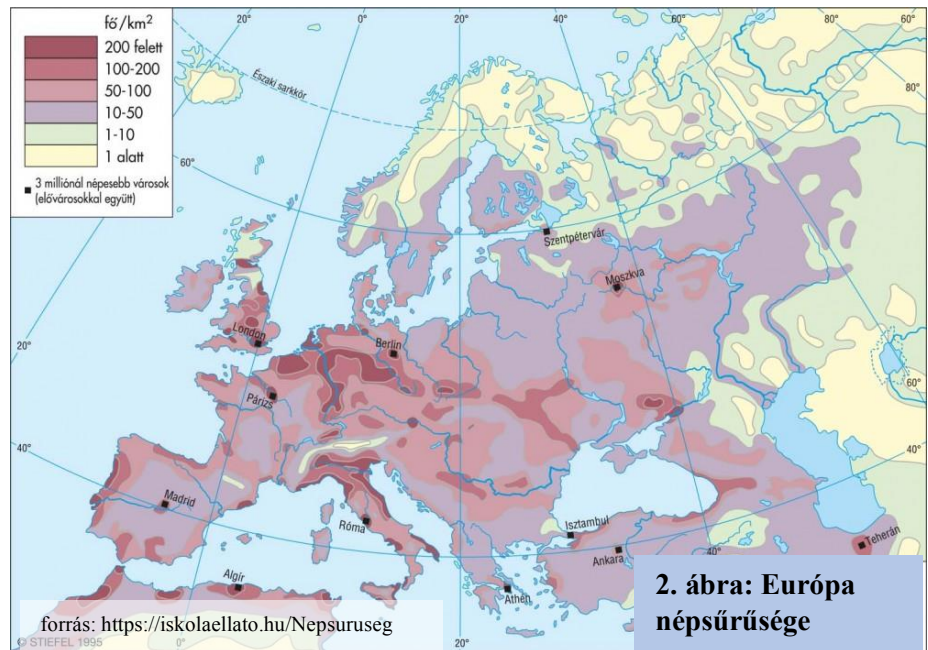 fő/km²
200 felett
100-200
50-100
10-50
1-10
1 alatt
3 milliónál népesebb városok
(elővárosokkal együtt)
20°
0°
20°
40°
60°
80°
60°
80°
Északi sarkkör
60°
20°
40°
60°
40°
40°
Szentpétervár
Moszkva
London
Berlin
Párizs
Madrid
Róma
Isztambul
Ankara
Teherán
Algír
Athén
0°
20°
2. ábra: Európa
népsűrűsége
forrás: https://iskolaellato.hu/Nepsuruseg
© STIEFEL 1995